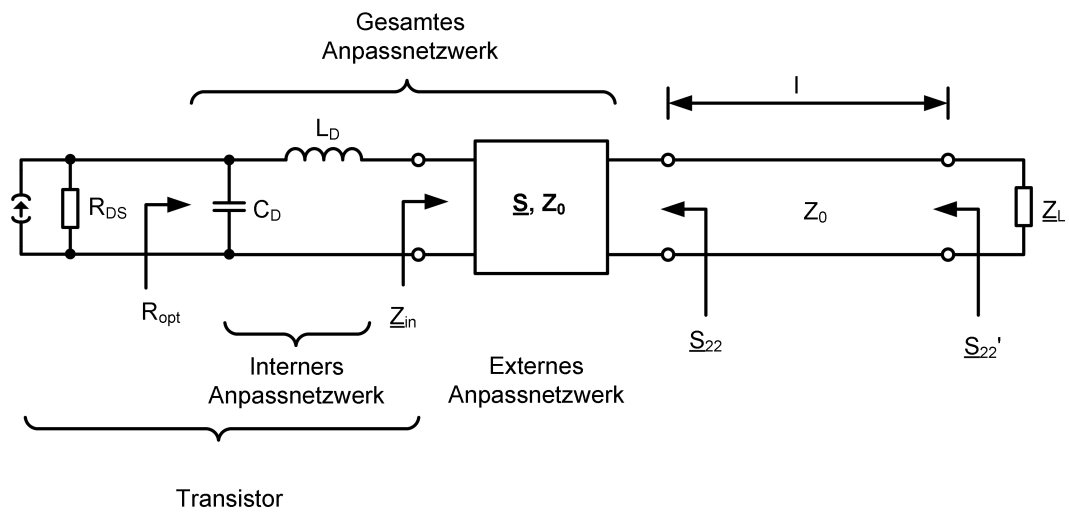 Gesamtes
Anpassnetzwerk
l
L_D
R_DS
C_D
S, Z_0
Z_0
Z_L
R_opt
Z_in
S_22
S_22'
Interners
Anpassnetzwerk
Externes
Anpassnetzwerk
Transistor